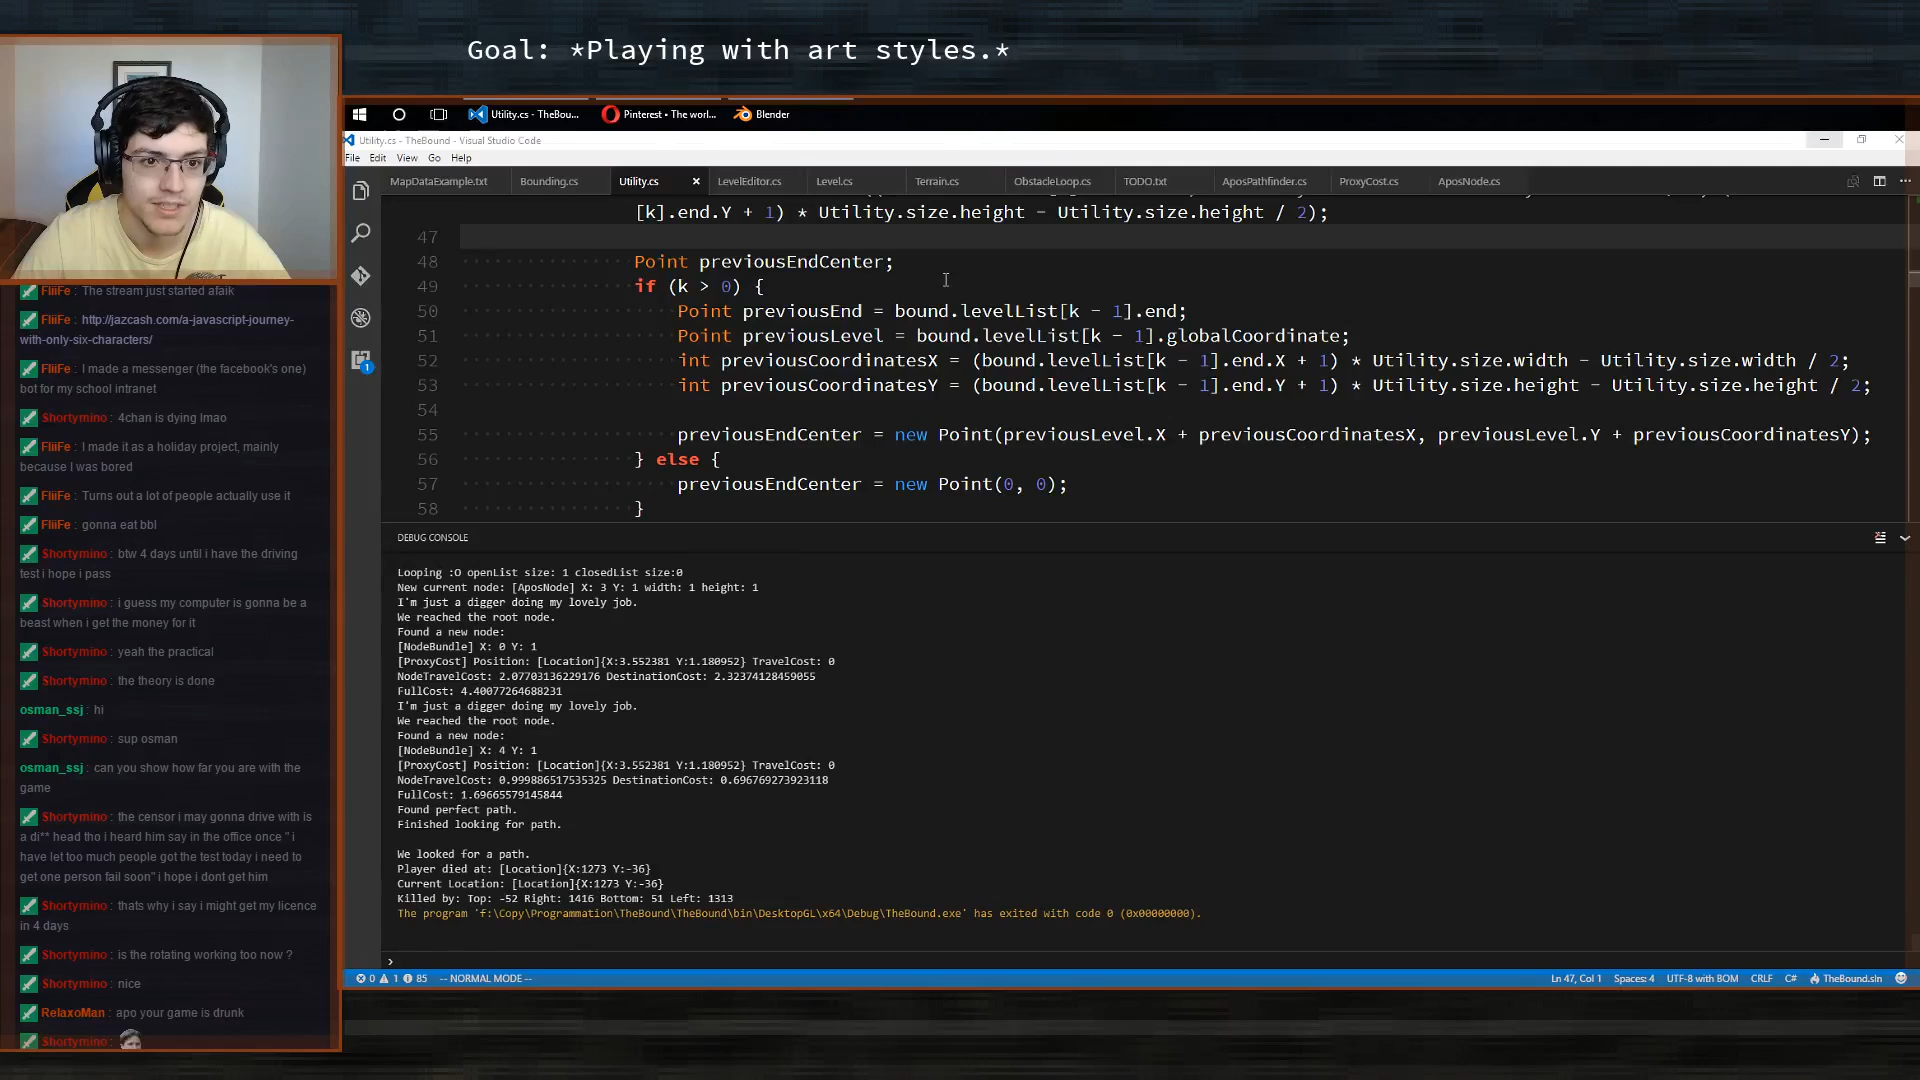 Goal: *Playing with art styles.*
Utility.cs - TheBou...
Pinterest • The worl...
Blender
Utility.cs - TheBound - Visual Studio Code
File Edit View Go Help
MapDataExample.txt Bounding.cs Utility.cs × LevelEditor.cs Level.cs Terrain.cs ObstacleLoop.cs TODO.txt AposPathfinder.cs ProxyCost.cs AposNode.cs
[k].end.Y + 1) * Utility.size.height - Utility.size.height / 2);
47
48 Point previousEndCenter;
49 if (k > 0) {
50 Point previousEnd = bound.levelList[k - 1].end;
51 Point previousLevel = bound.levelList[k - 1].globalCoordinate;
52 int previousCoordinatesX = (bound.levelList[k - 1].end.X + 1) * Utility.size.width - Utility.size.width / 2;
53 int previousCoordinatesY = (bound.levelList[k - 1].end.Y + 1) * Utility.size.height - Utility.size.height / 2;
54
55 previousEndCenter = new Point(previousLevel.X + previousCoordinatesX, previousLevel.Y + previousCoordinatesY);
56 } else {
57 previousEndCenter = new Point(0, 0);
58 }
1
DEBUG CONSOLE
Looping :O openList size: 1 closedList size:0
New current node: [AposNode] X: 3 Y: 1 width: 1 height: 1
I'm just a digger doing my lovely job.
We reached the root node.
Found a new node:
[NodeBundle] X: 0 Y: 1
[ProxyCost] Position: [Location]{X:3.552381 Y:1.180952} TravelCost: 0
NodeTravelCost: 2.07703136229176 DestinationCost: 2.32374128459055
FullCost: 4.40077264688231
I'm just a digger doing my lovely job.
We reached the root node.
Found a new node:
[NodeBundle] X: 4 Y: 1
[ProxyCost] Position: [Location]{X:3.552381 Y:1.180952} TravelCost: 0
NodeTravelCost: 0.999886517535325 DestinationCost: 0.696769273923118
FullCost: 1.69665579145844
Found perfect path.
Finished looking for path.
We looked for a path.
Player died at: [Location]{X:1273 Y:-36}
Current Location: [Location]{X:1273 Y:-36}
Killed by: Top: -52 Right: 1416 Bottom: 51 Left: 1313
The program 'f:\Copy\Programmation\TheBound\TheBound\bin\DesktopGL\x64\Debug\TheBound.exe' has exited with code 0 (0x00000000).
›
0 1 85 -- NORMAL MODE --
Ln 47, Col 1 Spaces: 4 UTF-8 with BOM CRLF C# TheBound.sln
FliiFe : The stream just started afaik
FliiFe : http://jazcash.com/a-javascript-journey-
with-only-six-characters/
FliiFe : I made a messenger (the facebook's one)
bot for my school intranet
Shortymino : 4chan is dying lmao
FliiFe : I made it as a holiday project, mainly
because I was bored
FliiFe : Turns out a lot of people actually use it
FliiFe : gonna eat bbl
Shortymino : btw 4 days until i have the driving
test i hope i pass
Shortymino : i guess my computer is gonna be a
beast when i get the money for it
Shortymino : yeah the practical
Shortymino : the theory is done
osman_ssj : hi
Shortymino : sup osman
osman_ssj : can you show how far you are with the
game
Shortymino : the censor i may gonna drive with is
a di** head tho i heard him say in the office once " i
have let too much people got the test today i need to
get one person fail soon" i hope i dont get him
Shortymino : thats why i say i might get my licence
in 4 days
Shortymino : is the rotating working too now ?
Shortymino : nice
RelaxoMan : apo your game is drunk
Shortymino :